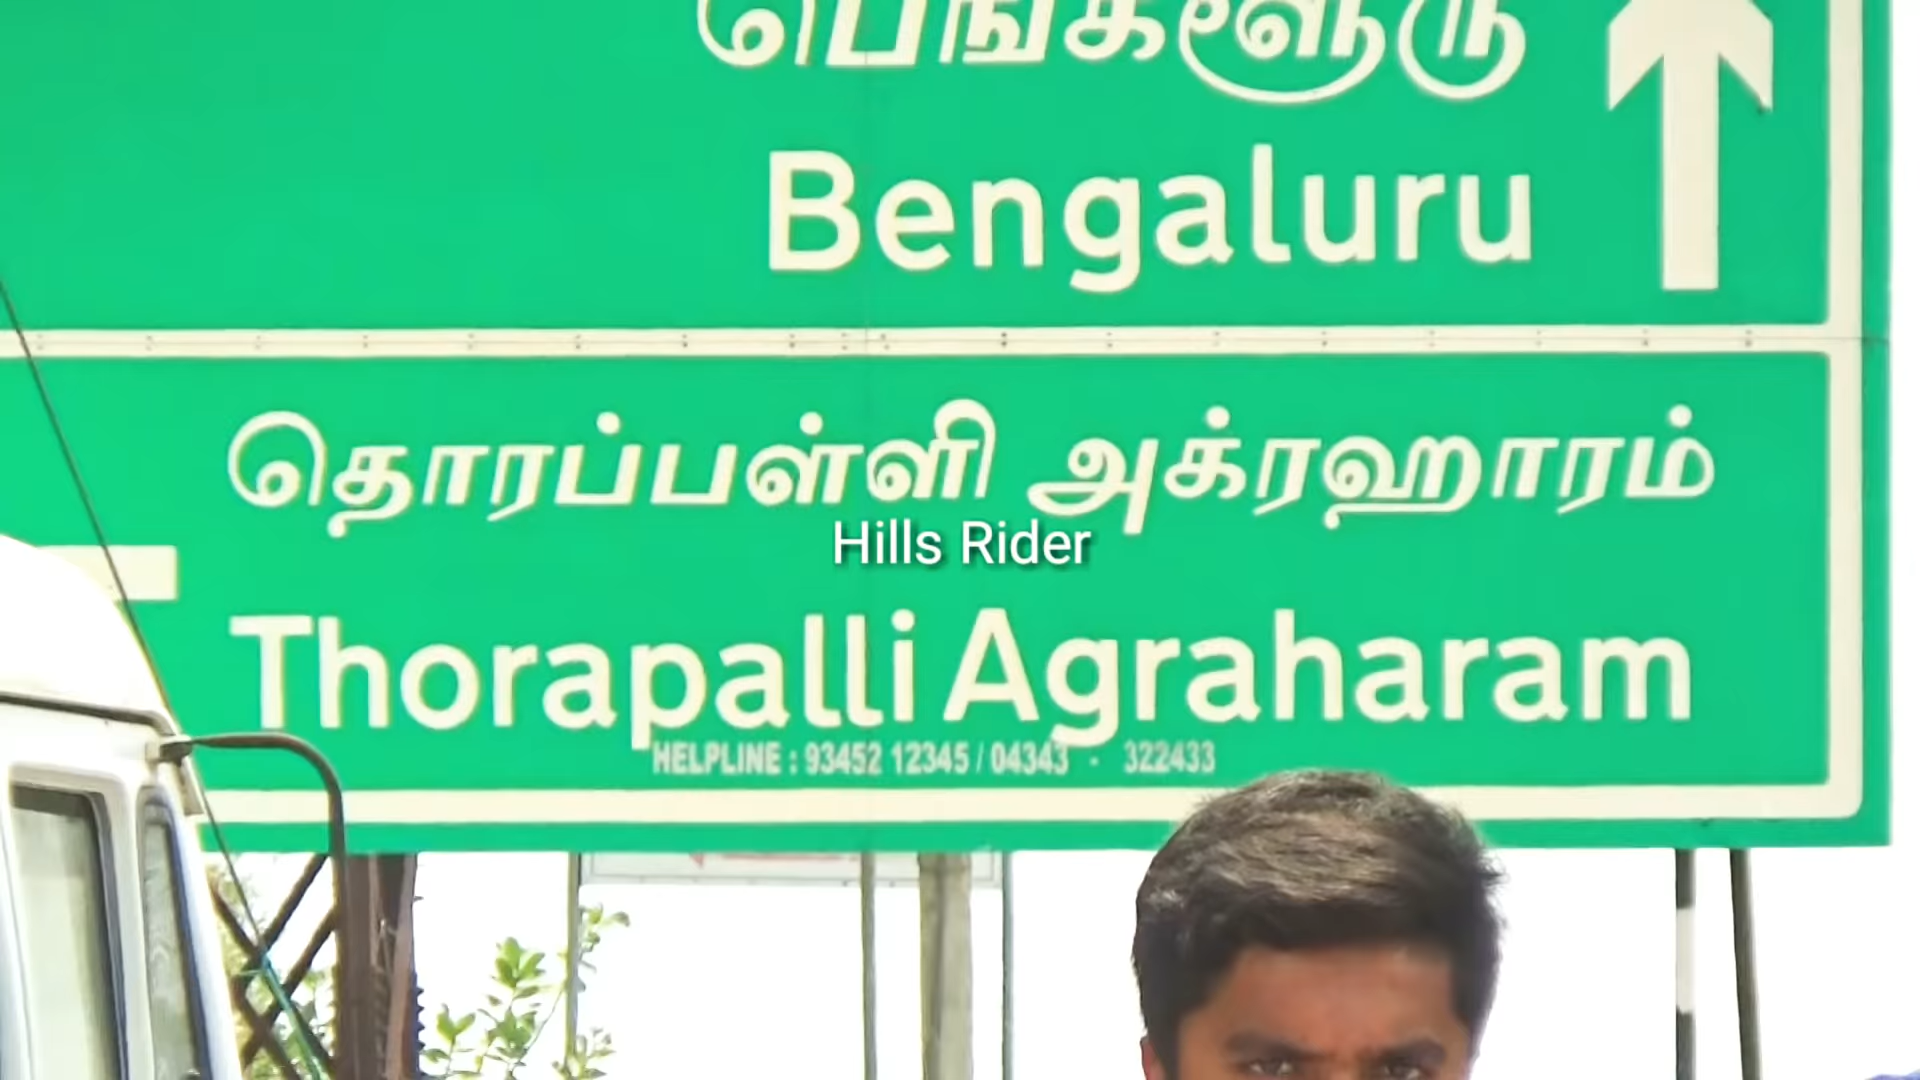 பெங்களூரு
Bengaluru
தொரப்பள்ளி அக்ரஹாரம்
Hills Rider
Thorapalli Agraharam
HELPLINE : 93452 12345 / 04343 - 322433